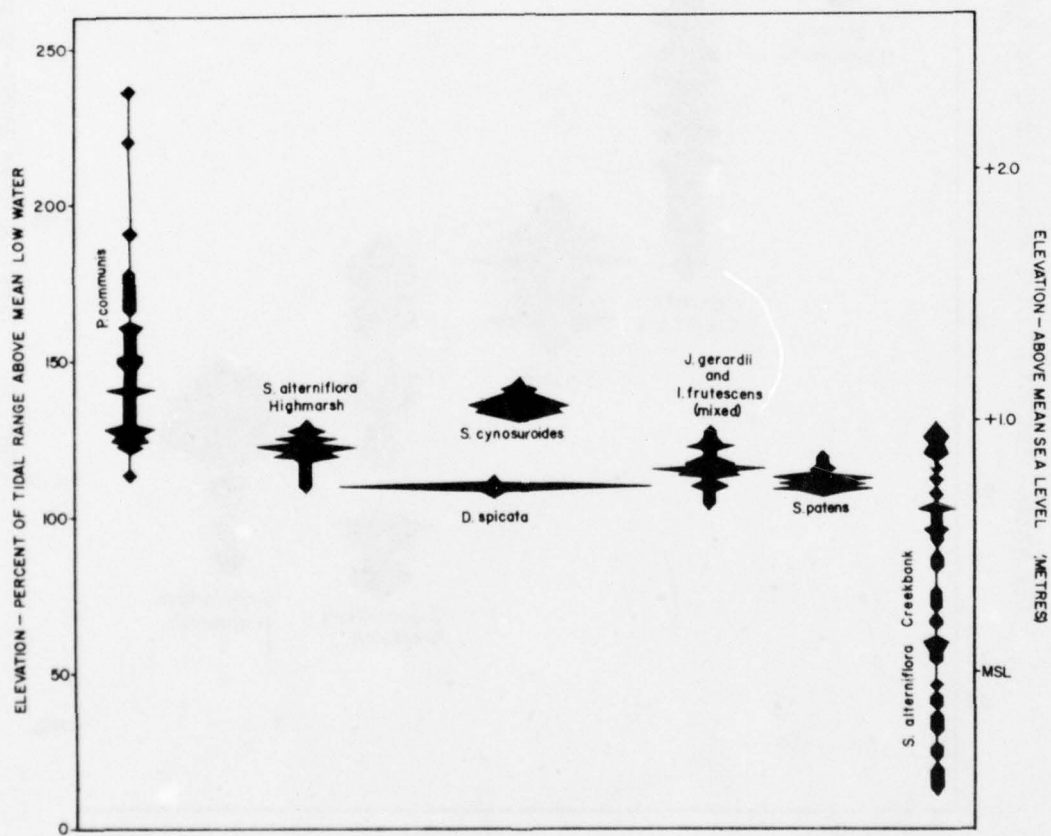 ELEVATION – PERCENT OF TIDAL RANGE ABOVE MEAN LOW WATER
250
200
150
100
50
0
P. communis
S. alterniflora
Highmarsh
S. cynosuroides
D. spicata
J. gerardii
and
I. frutescens
(mixed)
S. patens
S. alterniflora Creekbank
+2.0
+1.0
MSL
ELEVATION – ABOVE MEAN SEA LEVEL (METRES)